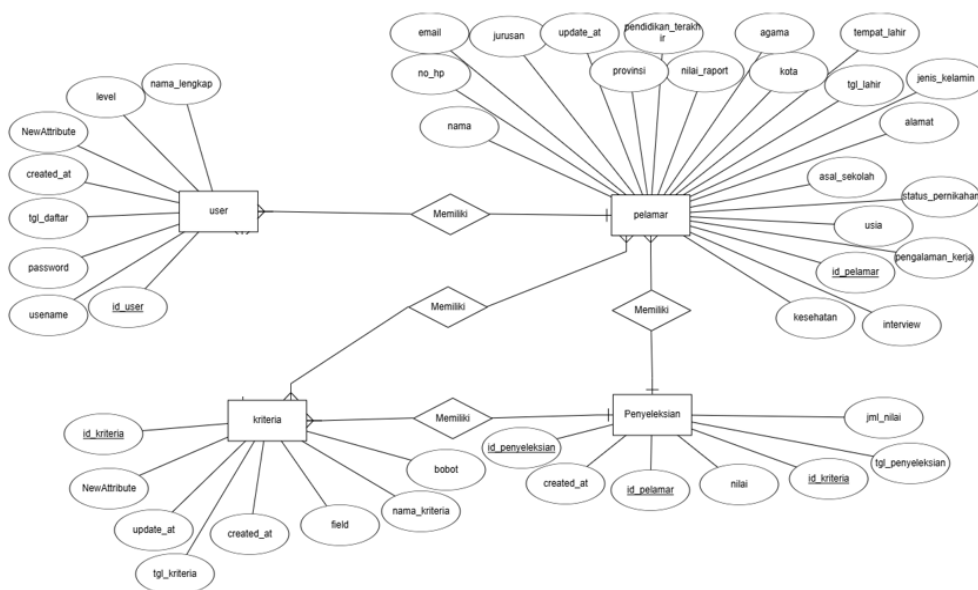 email
jurusan
update_at
pendidikan_terakh
ir
agama
tempat_lahir
no_hp
provinsi
nilai_raport
kota
tgl_lahir
jenis_kelamin
nama
alamat
nama_lengkap
level
NewAttribute
created_at
tgl_daftar
password
usename
id_user
user
Memiliki
pelamar
asal_sekolah
status_pernikahan
usia
pengalaman_kerja
id_pelamar
kesehatan
interview
Memiliki
Memiliki
kriteria
Memiliki
Penyeleksian
id_kriteria
NewAttribute
update_at
tgl_kriteria
created_at
field
nama_kriteria
bobot
id_penyeleksian
created_at
id_pelamar
nilai
id_kriteria
tgl_penyeleksian
jml_nilai